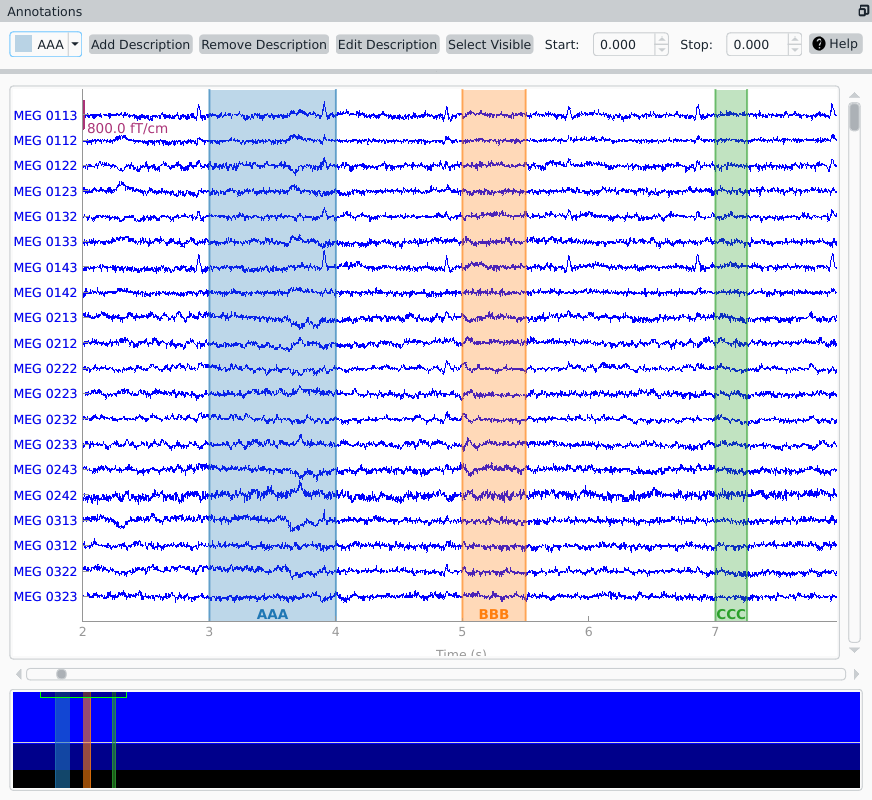 Annotations
AAA Add Description Remove Description Edit Description Select Visible Start: 0.000 Stop: 0.000 ? Help
MEG 0113
800.0 fT/cm
MEG 0112
MEG 0122
MEG 0123
MEG 0132
MEG 0133
MEG 0143
MEG 0142
MEG 0213
MEG 0212
MEG 0222
MEG 0223
MEG 0232
MEG 0233
MEG 0243
MEG 0242
MEG 0313
MEG 0312
MEG 0322
MEG 0323
AAA BBB CCC
2 3 4 5 6 7
Time (s)